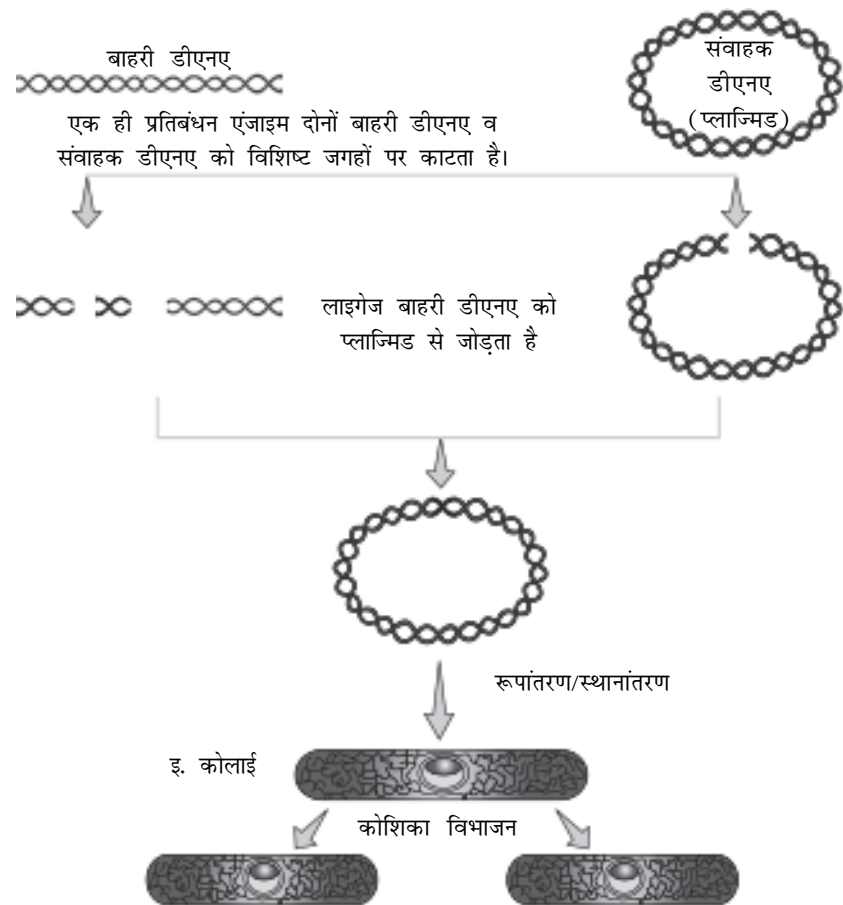 बाहरी डीएनए
संवाहक
डीएनए
(प्लाज्मिड)
एक ही प्रतिबंधन एंजाइम दोनों बाहरी डीएनए व
संवाहक डीएनए को विशिष्ट जगहों पर काटता है।
लाइगेज बाहरी डीएनए को
प्लाज्मिड से जोड़ता है
रूपांतरण/स्थानांतरण
इ. कोलाई
कोशिका विभाजन